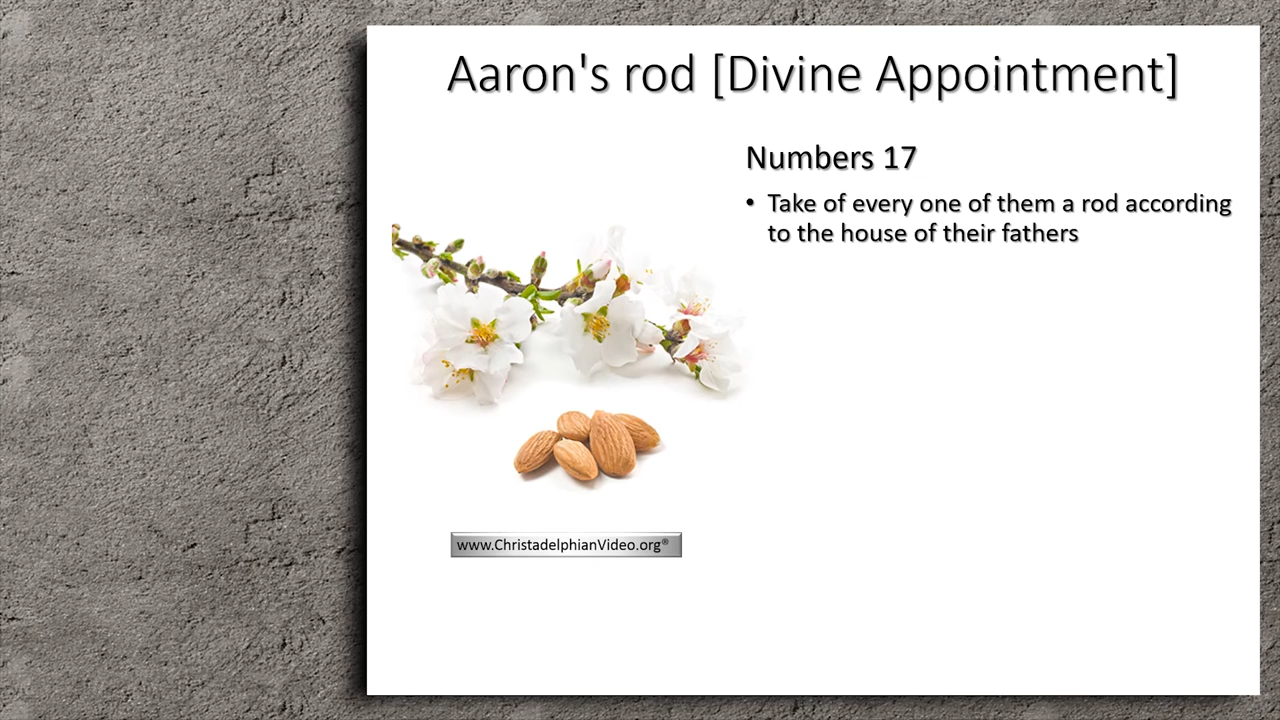 Aaron's rod [Divine Appointment]
Numbers 17
• Take of every one of them a rod according
to the house of their fathers
www.ChristadelphianVideo.org®